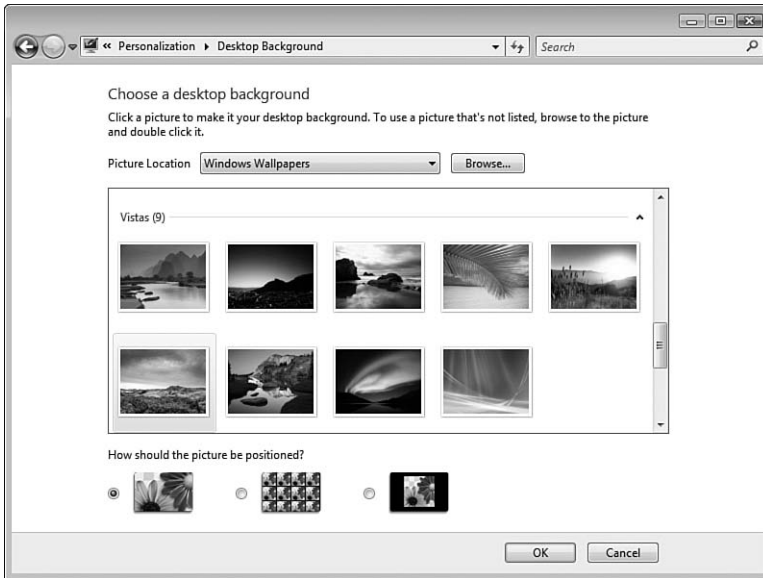 « Personalization ▸ Desktop Background Search
Choose a desktop background
Click a picture to make it your desktop background. To use a picture that's not listed, browse to the picture
and double click it.
Picture Location Windows Wallpapers Browse...
Vistas (9)
How should the picture be positioned?
OK Cancel